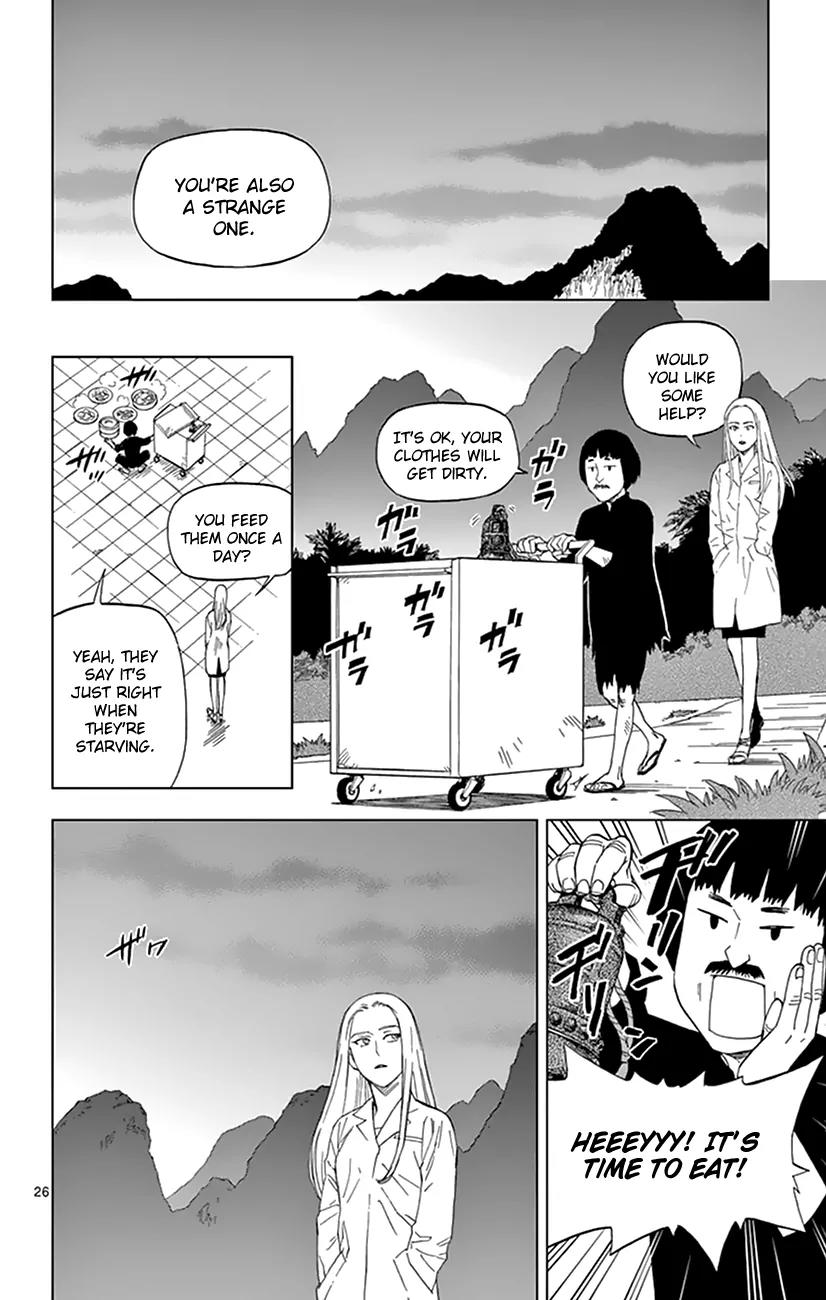 YOU'RE ALSO
A STRANGE
ONE.
WOULD
YOU LIKE
SOME
HELP?
IT'S OK, YOUR
CLOTHES WILL
GET DIRTY.
ガラ
ガラ
ガラ
ガラ
ガラ
YOU FEED
THEM ONCE A
DAY?
YEAH, THEY
SAY IT'S
JUST RIGHT
WHEN
THEY'RE
STARVING.
HEEEYYY! IT'S
TIME TO EAT!
ザワ
26